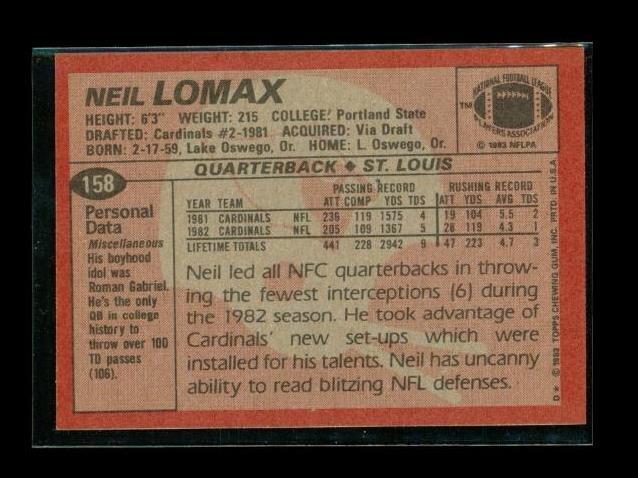 NEIL LOMAX
HEIGHT: 6'3" WEIGHT: 215 COLLEGE: Portland State
DRAFTED: Cardinals #2-1981 ACQUIRED: Via Draft
BORN: 2-17-59, Lake Oswego, Or. HOME: L. Oswego, Or.
NATIONAL FOOTBALL LEAGUE
PLAYERS ASSOCIATION
TM
© 1983 NFLPA
QUARTERBACK ◆ ST. LOUIS
158
Personal
Data
Miscellaneous
His boyhood
idol was
Roman Gabriel.
He's the only
QB in college
history to
throw over 100
TD passes
(106).
PASSING RECORD RUSHING RECORD
YEAR TEAM ATT COMP YDS TDS ATT YDS AVG TDS
1981 CARDINALS NFL 236 119 1575 4 19 104 5.5 2
1982 CARDINALS NFL 205 109 1367 5 28 119 4.3 1
LIFETIME TOTALS 441 228 2942 9 47 223 4.7 3
Neil led all NFC quarterbacks in throw-
ing the fewest interceptions (6) during
the 1982 season. He took advantage of
Cardinals' new set-ups which were
installed for his talents. Neil has uncanny
ability to read blitzing NFL defenses.
D* © 1983 TOPPS CHEWING GUM, INC. PRTD. IN U.S.A.